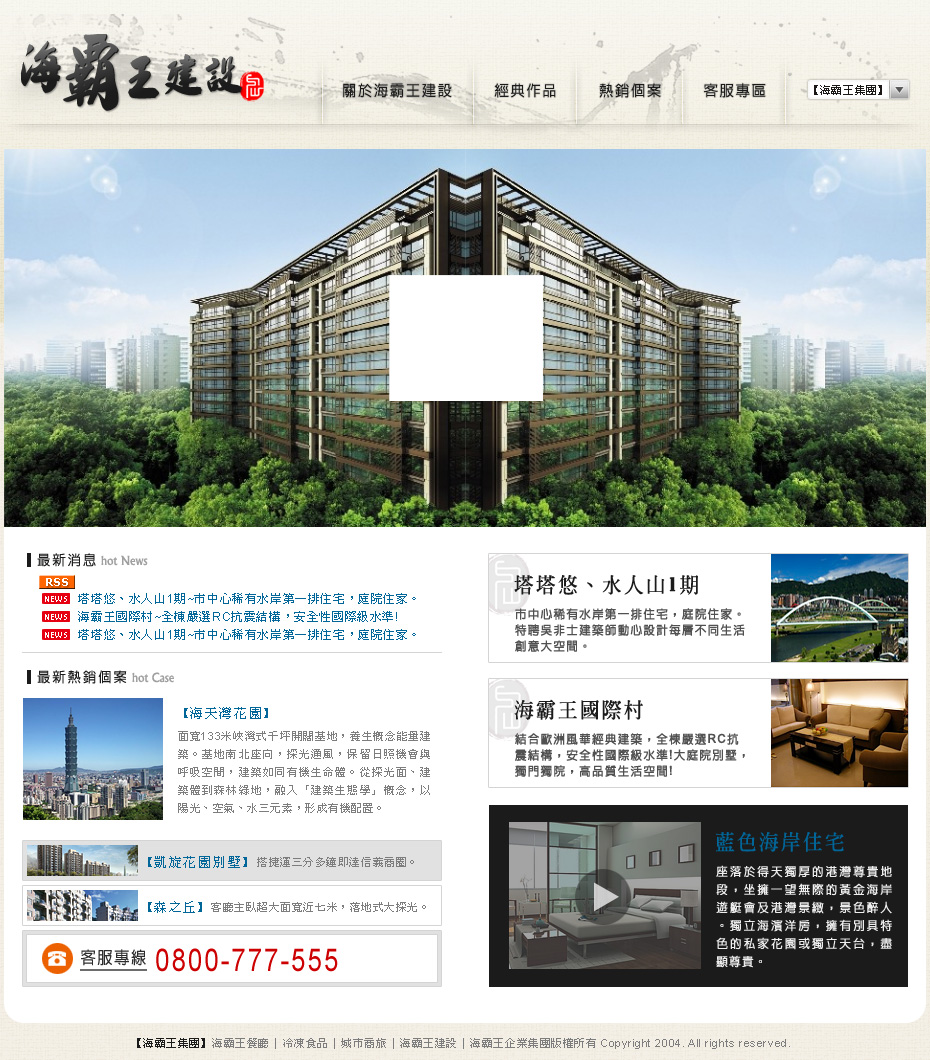 海霸王建設
關於海霸王建設
經典作品
熱銷個案
客服專區
【海霸王集團】
最新消息 hot News
RSS
NEWS 塔塔悠、水人山1期~市中心稀有水岸第一排住宅，庭院住家。
NEWS 海霸王國際村~全棟嚴選RC抗震結構，安全性國際級水準!
NEWS 塔塔悠、水人山1期~市中心稀有水岸第一排住宅，庭院住家。
最新熱銷個案 hot Case
【海天灣花園】
面寬133米峽灣式千坪開闊基地，養生概念能量建
築。基地南北座向，採光通風，保留日照機會與
呼吸空間，建築如同有機生命體。從採光面、建
築體到森林綠地，融入「建築生態學」概念，以
陽光、空氣、水三元素，形成有機配置。
【凱旋花園別墅】搭捷運三分多鐘即達信義商圈。
【森之丘】客廳主臥超大面寬近七米，落地式大採光。
客服專線 0800-777-555
塔塔悠、水人山1期
市中心稀有水岸第一排住宅，庭院住家。
特聘吳非士建築師動心設計每層不同生活
創意大空間。
海霸王國際村
結合歐洲風華經典建築，全棟嚴選RC抗
震結構，安全性國際級水準!大庭院別墅，
獨門獨院，高品質生活空間!
藍色海岸住宅
座落於得天獨厚的港灣尊貴地
段，坐擁一望無際的黃金海岸
遊艇會及港灣景緻，景色醉人
。獨立海濱洋房，擁有別具特
色的私家花園或獨立天台，盡
顯尊貴。
【海霸王集團】海霸王餐廳 | 冷凍食品 | 城市商旅 | 海霸王建設 | 海霸王企業集團版權所有 Copyright 2004. All rights reserved.